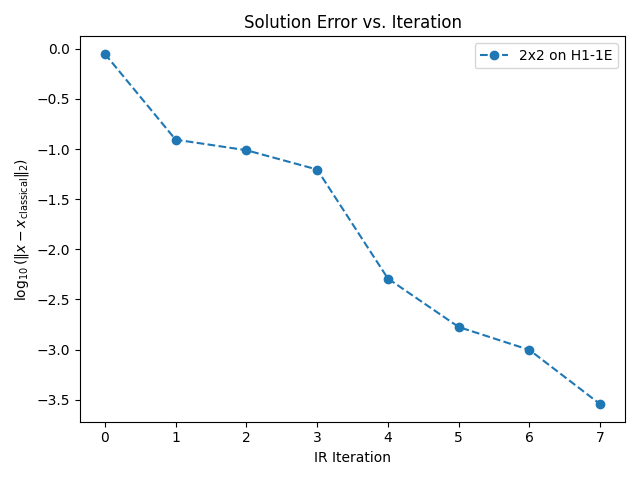 Solution Error vs. Iteration
2x2 on H1-1E
0.0
−0.5
−1.0
−1.5
−2.0
−2.5
−3.0
−3.5
log₁₀ (‖x − x_classical‖₂)
0 1 2 3 4 5 6 7
IR Iteration